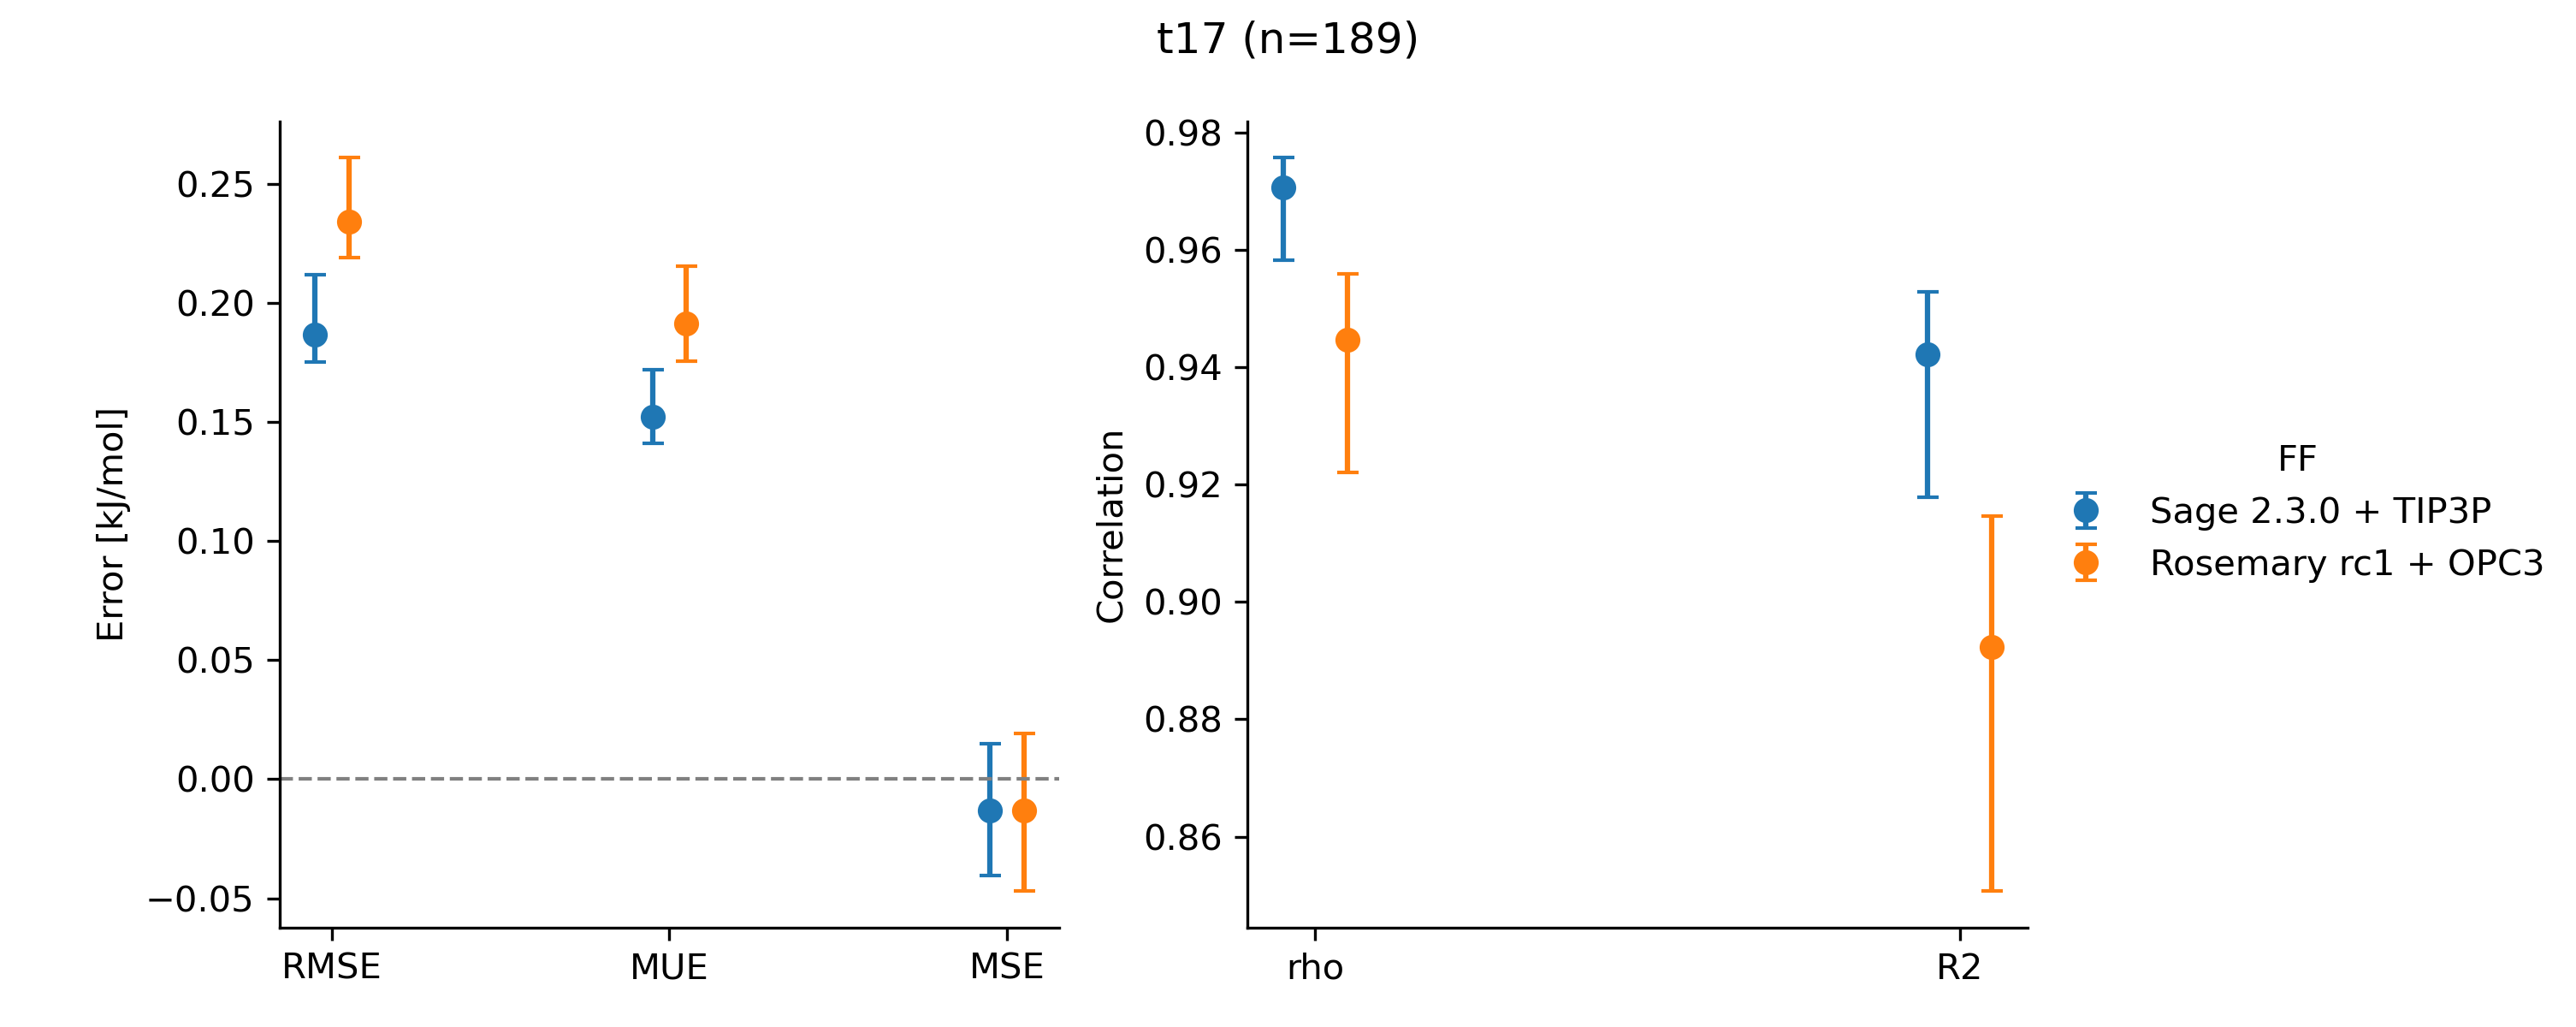 t17 (n=189)
Error [kJ/mol]
0.25
0.20
0.15
0.10
0.05
0.00
−0.05
RMSE MUE MSE
Correlation
0.98
0.96
0.94
0.92
0.90
0.88
0.86
rho R2
FF
Sage 2.3.0 + TIP3P
Rosemary rc1 + OPC3